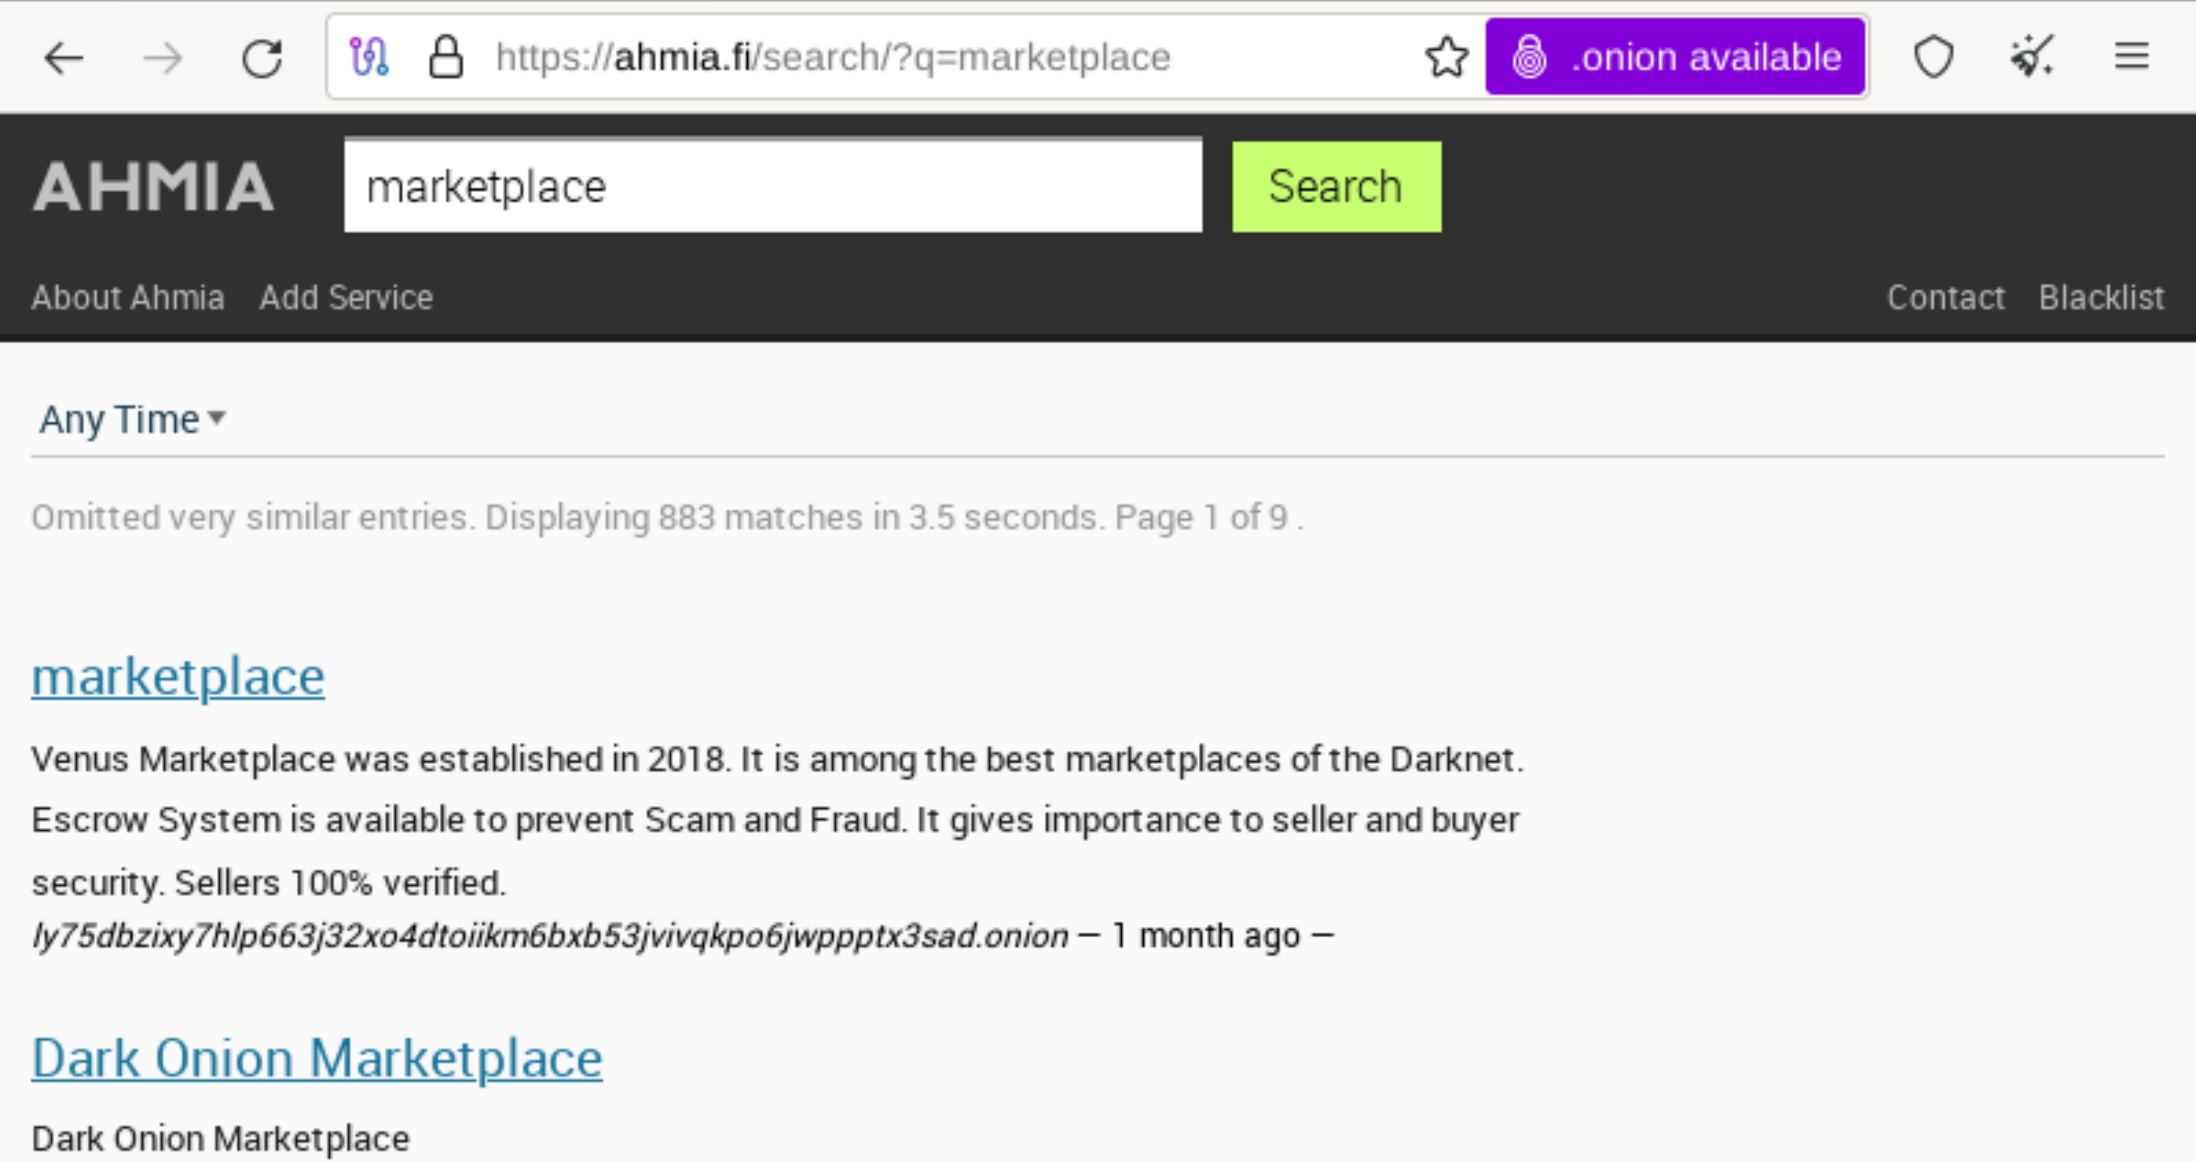 https://ahmia.fi/search/?q=marketplace .onion available
AHMIA marketplace Search
About Ahmia Add Service Contact Blacklist
Any Time
Omitted very similar entries. Displaying 883 matches in 3.5 seconds. Page 1 of 9 .
marketplace
Venus Marketplace was established in 2018. It is among the best marketplaces of the Darknet.
Escrow System is available to prevent Scam and Fraud. It gives importance to seller and buyer
security. Sellers 100% verified.
ly75dbzixy7hlp663j32xo4dtoiikm6bxb53jvivqkpo6jwppptx3sad.onion — 1 month ago —
Dark Onion Marketplace
Dark Onion Marketplace